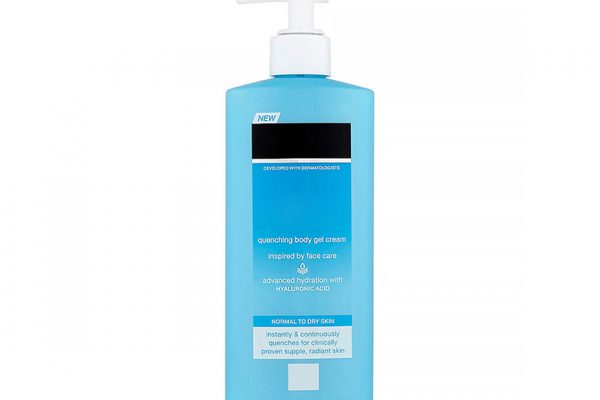 NEW
DEVELOPED WITH DERMATOLOGISTS
quenching body gel cream
inspired by face care
advanced hydration with
HYALURONIC ACID
NORMAL TO DRY SKIN
instantly & continuously
quenches for clinically
proven supple, radiant skin